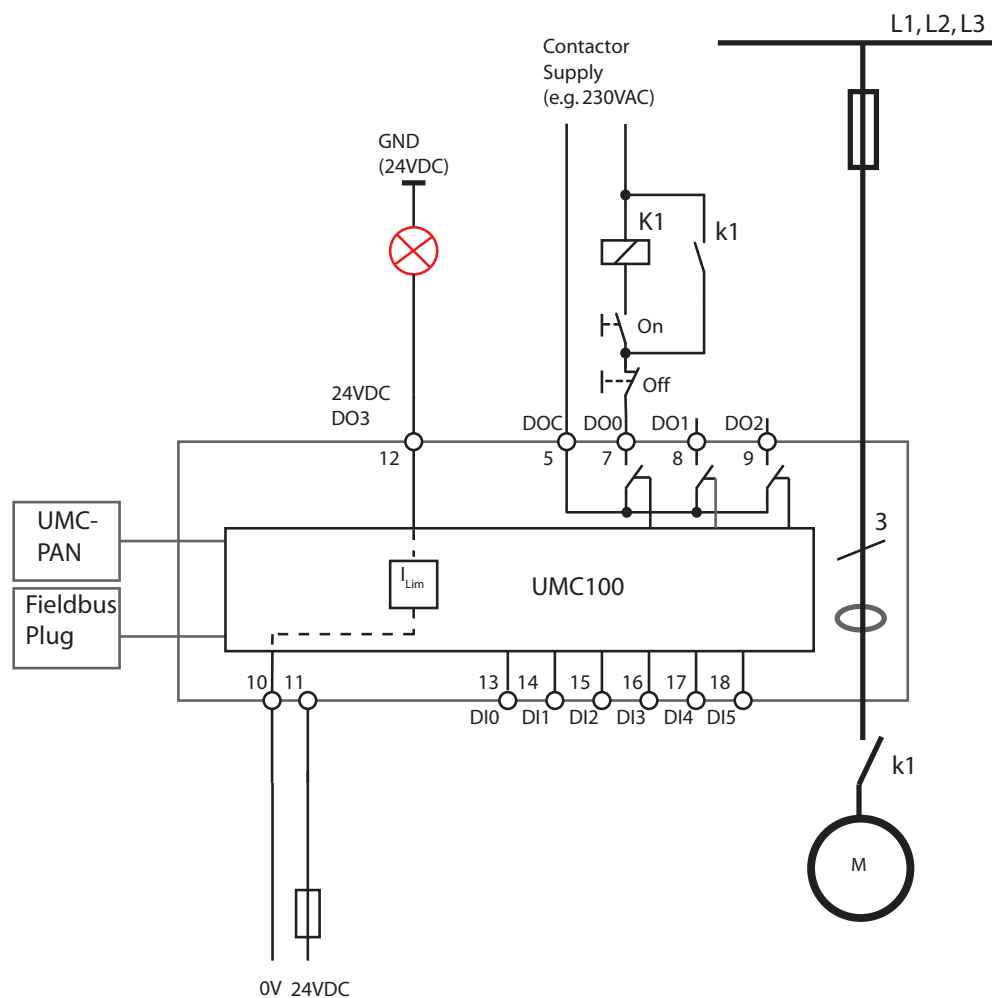 L1, L2, L3
Contactor
Supply
(e.g. 230VAC)
GND
(24VDC)
K1
k1
On
Off
24VDC
DO3
DOC
DO0
DO1
DO2
12
5
7
8
9
UMC-
PAN
I Lim
UMC100
3
Fieldbus
Plug
10
11
13
14
15
16
17
18
DI0
DI1
DI2
DI3
DI4
DI5
k1
M
0V
24VDC